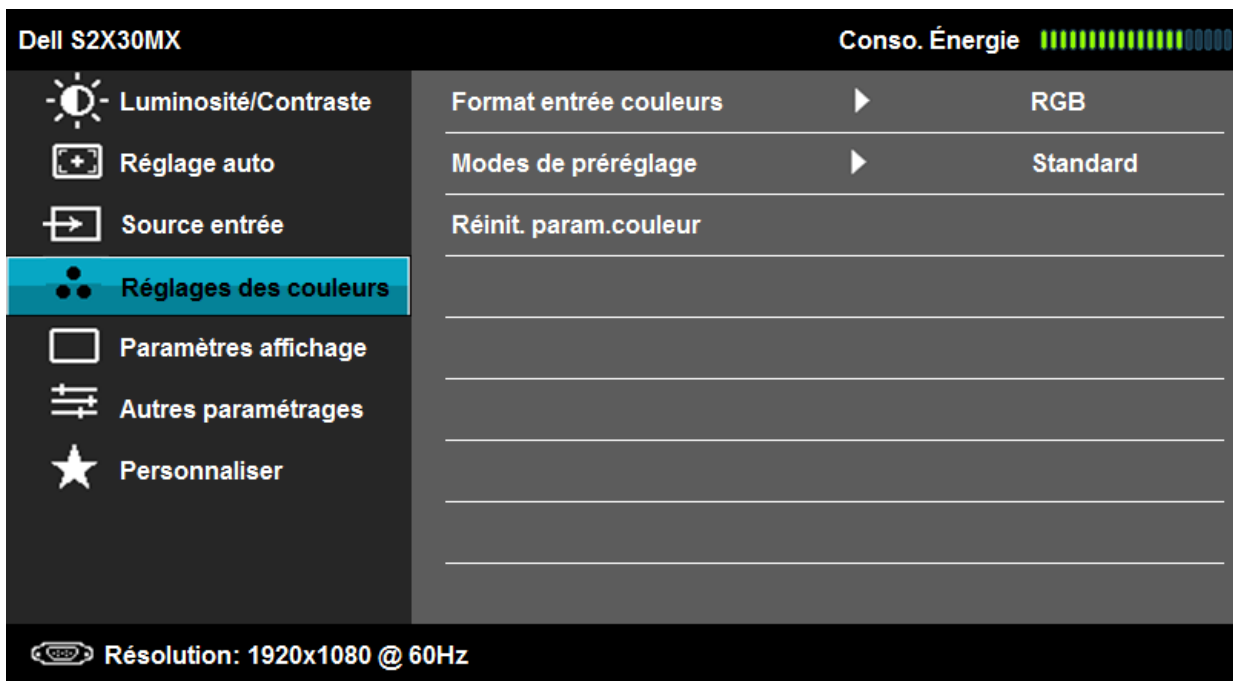 Dell S2X30MX
Conso. Énergie
Luminosité/Contraste
Réglage auto
Source entrée
Réglages des couleurs
Paramètres affichage
Autres paramétrages
Personnaliser
Format entrée couleurs RGB
Modes de préréglage Standard
Réinit. param.couleur
Résolution: 1920x1080 @ 60Hz